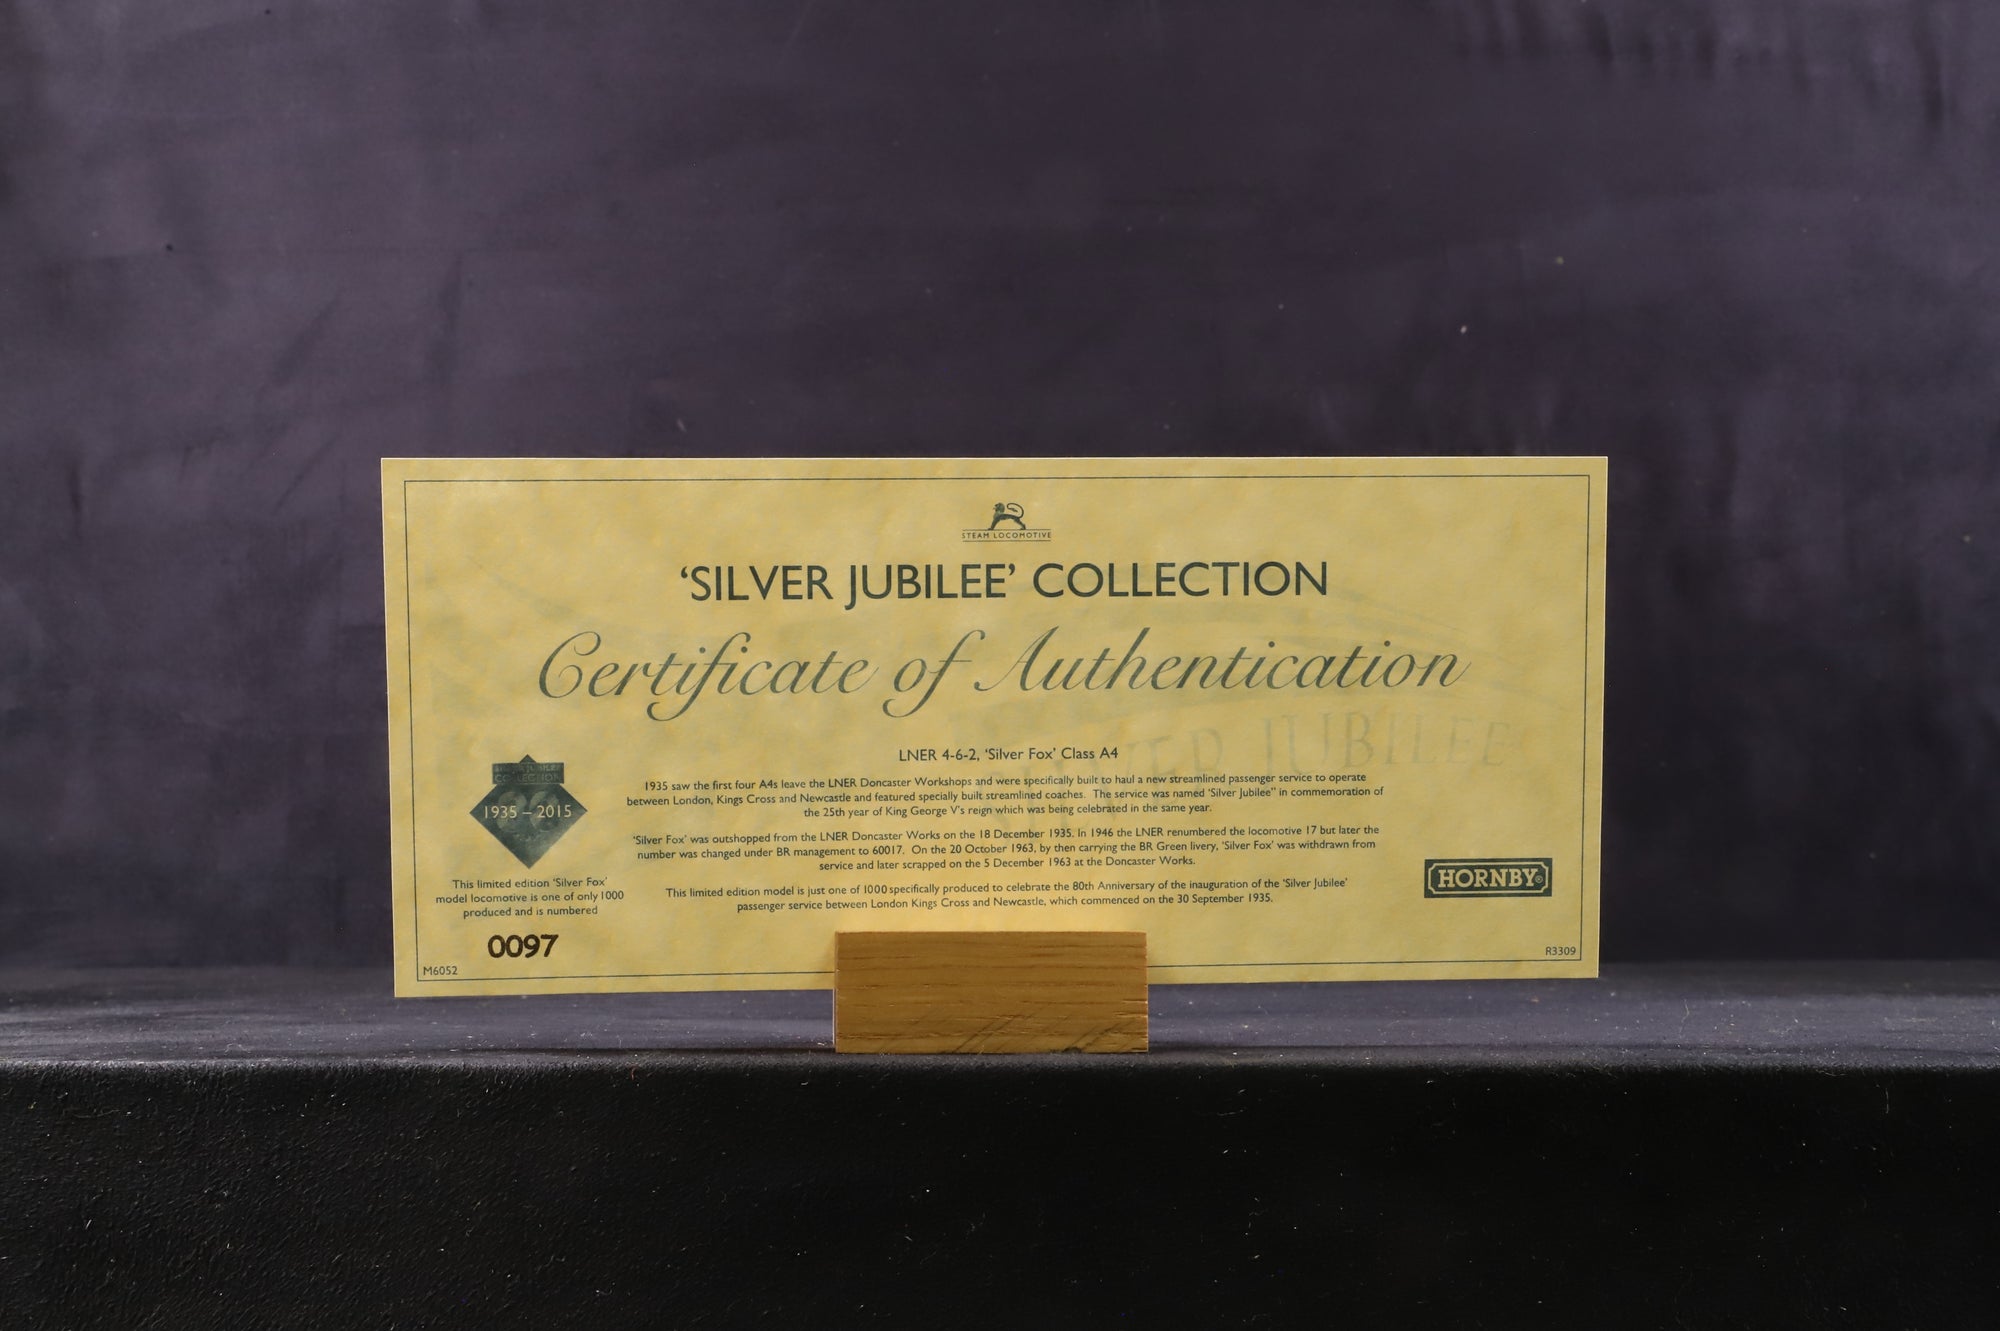 STEAM LOCOMOTIVE
‘SILVER JUBILEE’ COLLECTION
Certificate of Authentication
SILVER JUBILEE
LNER 4-6-2, ‘Silver Fox’ Class A4
1935 saw the first four A4s leave the LNER Doncaster Workshops and were specifically built to haul a new streamlined passenger service to operate
between London, Kings Cross and Newcastle and featured specially built streamlined coaches. The service was named ‘Silver Jubilee” in commemoration of
the 25th year of King George V’s reign which was being celebrated in the same year.
‘Silver Fox’ was outshopped from the LNER Doncaster Works on the 18 December 1935. In 1946 the LNER renumbered the locomotive 17 but later the
number was changed under BR management to 60017. On the 20 October 1963, by then carrying the BR Green livery, ‘Silver Fox’ was withdrawn from
service and later scrapped on the 5 December 1963 at the Doncaster Works.
This limited edition model is just one of 1000 specifically produced to celebrate the 80th Anniversary of the inauguration of the ‘Silver Jubilee’
passenger service between London Kings Cross and Newcastle, which commenced on the 30 September 1935.
SILVER JUBILEE
COLLECTION
1935 – 2015
This limited edition ‘Silver Fox’
model locomotive is one of only 1000
produced and is numbered
0097
M6052
HORNBY®
R3309